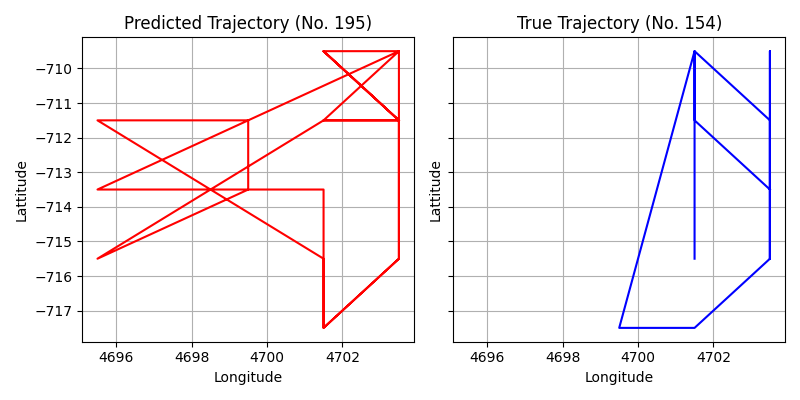 Predicted Trajectory (No. 195)
True Trajectory (No. 154)
Lattitude
−710
−711
−712
−713
−714
−715
−716
−717
4696 4698 4700 4702
Longitude
Lattitude
4696 4698 4700 4702
Longitude